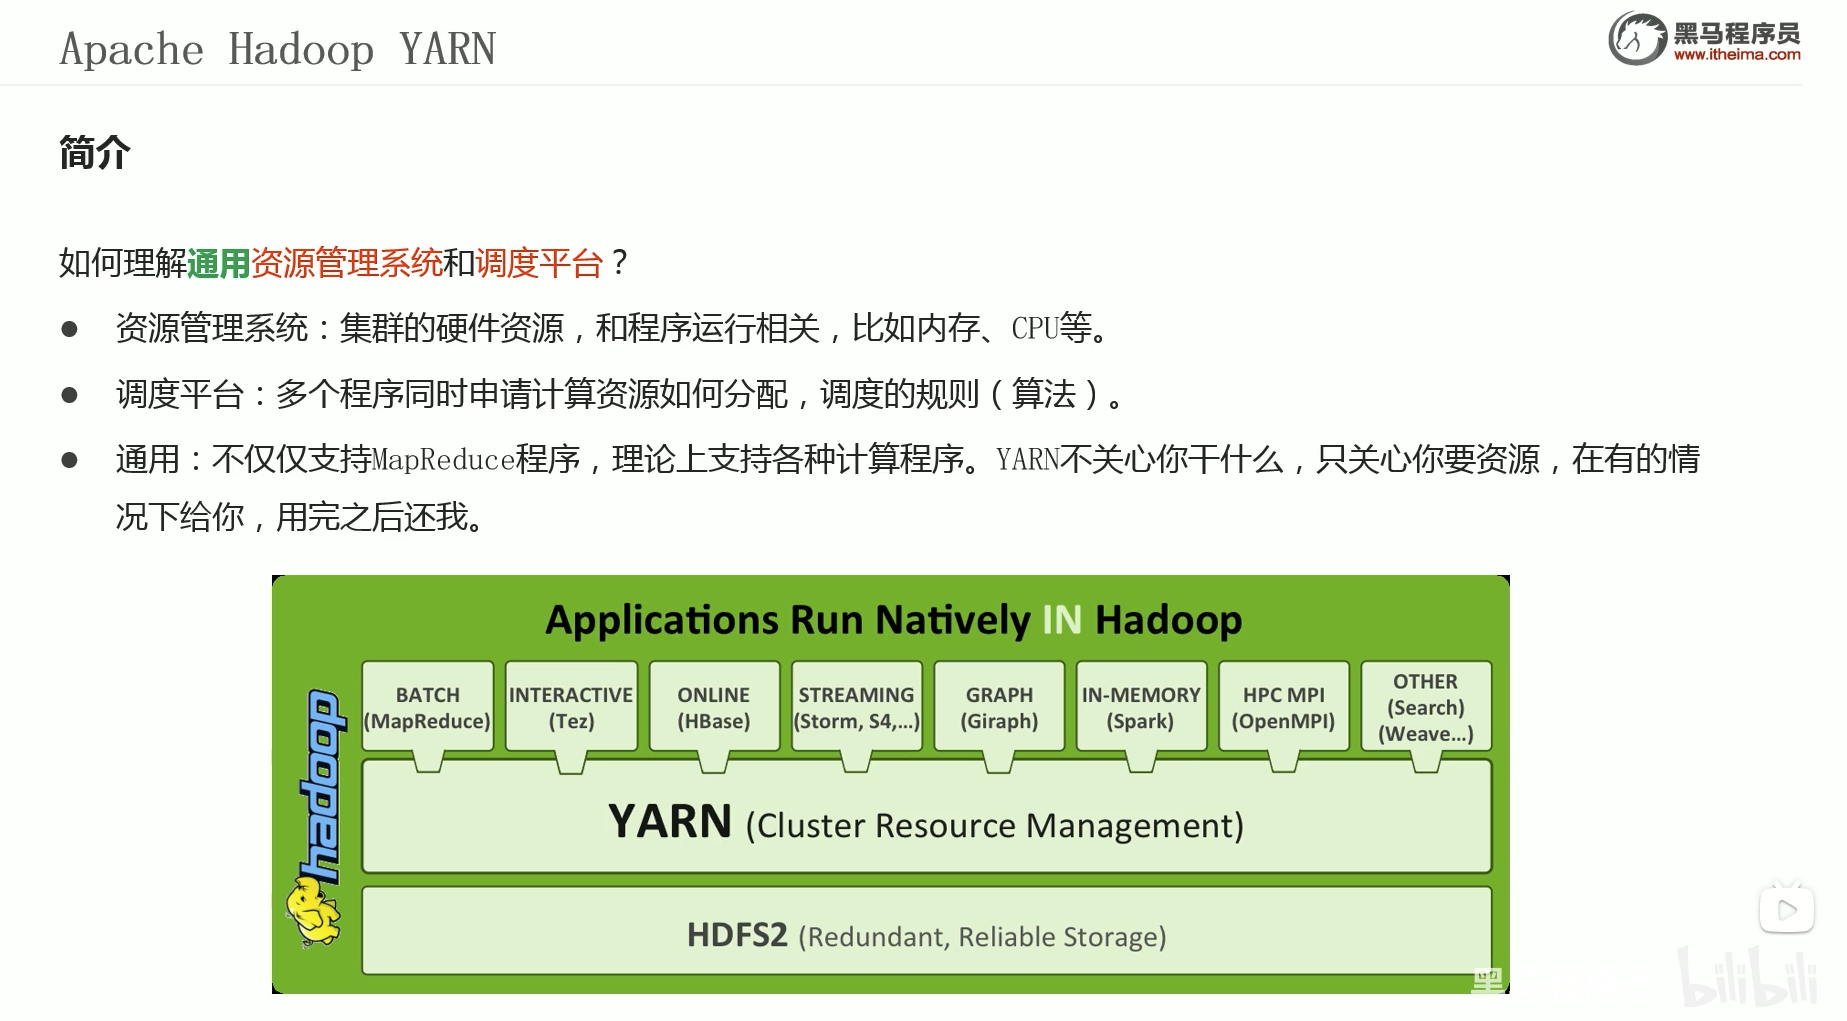 Apache Hadoop YARN
黑马程序员
www.itheima.com
简介
如何理解通用资源管理系统和调度平台？
● 资源管理系统：集群的硬件资源，和程序运行相关，比如内存、CPU等。
● 调度平台：多个程序同时申请计算资源如何分配，调度的规则（算法）。
● 通用：不仅仅支持MapReduce程序，理论上支持各种计算程序。YARN不关心你干什么，只关心你要资源，在有的情
况下给你，用完之后还我。
Applications Run Natively IN Hadoop
BATCH
(MapReduce)
INTERACTIVE
(Tez)
ONLINE
(HBase)
STREAMING
(Storm, S4,...)
GRAPH
(Giraph)
IN-MEMORY
(Spark)
HPC MPI
(OpenMPI)
OTHER
(Search)
(Weave...)
hadoop
YARN (Cluster Resource Management)
HDFS2 (Redundant, Reliable Storage)
黑
bilibili